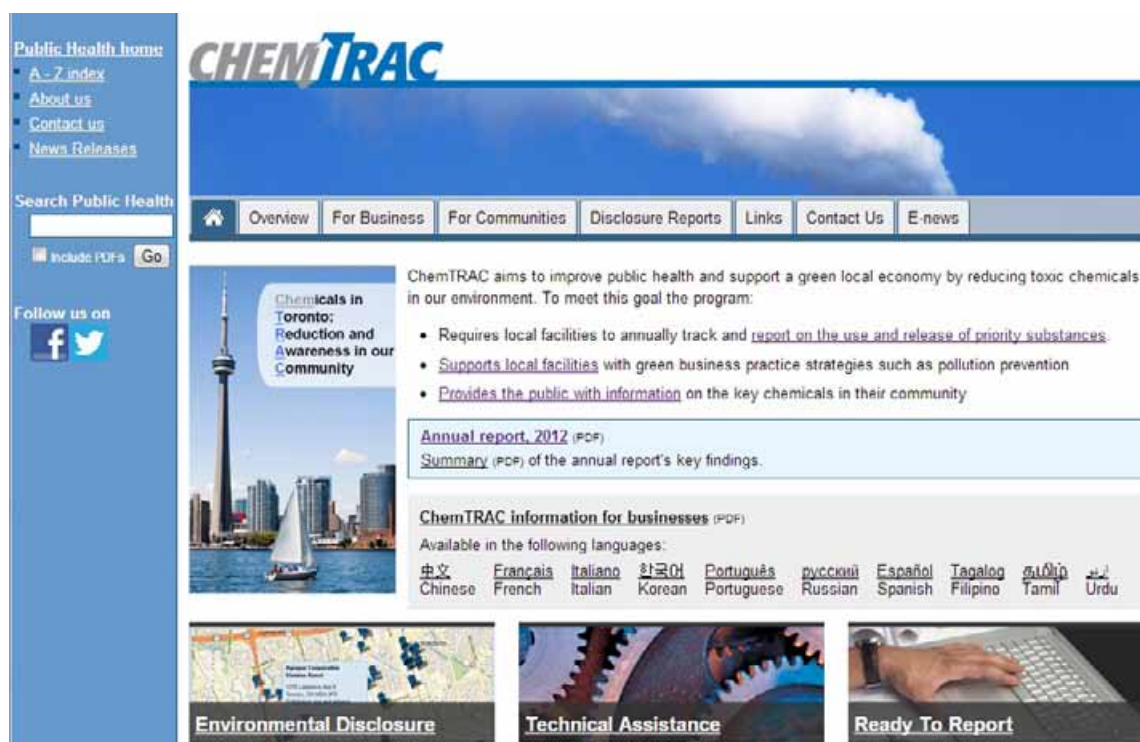 Public Health home
A - Z index
About us
Contact us
News Releases
Search Public Health
Include PDFs Go
Follow us on
CHEMTRAC
Overview For Business For Communities Disclosure Reports Links Contact Us E-news
Chemicals in
Toronto:
Reduction and
Awareness in our
Community
ChemTRAC aims to improve public health and support a green local economy by reducing toxic chemicals
in our environment. To meet this goal the program:
• Requires local facilities to annually track and report on the use and release of priority substances.
• Supports local facilities with green business practice strategies such as pollution prevention
• Provides the public with information on the key chemicals in their community
Annual report, 2012 (PDF)
Summary (PDF) of the annual report's key findings.
ChemTRAC information for businesses (PDF)
Available in the following languages:
中文 Français Italiano 한국어 Português русский Español Tagalog தமிழ் اردو
Chinese French Italian Korean Portuguese Russian Spanish Filipino Tamil Urdu
Environmental Disclosure
Technical Assistance
Ready To Report